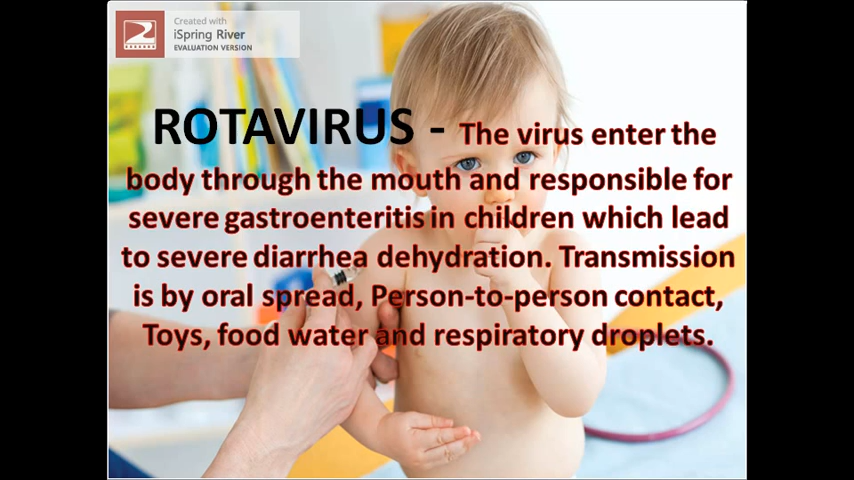 Created with
iSpring River
EVALUATION VERSION
ROTAVIRUS - The virus enter the
body through the mouth and responsible for
severe gastroenteritis in children which lead
to severe diarrhea dehydration. Transmission
is by oral spread, Person-to-person contact,
Toys, food water and respiratory droplets.